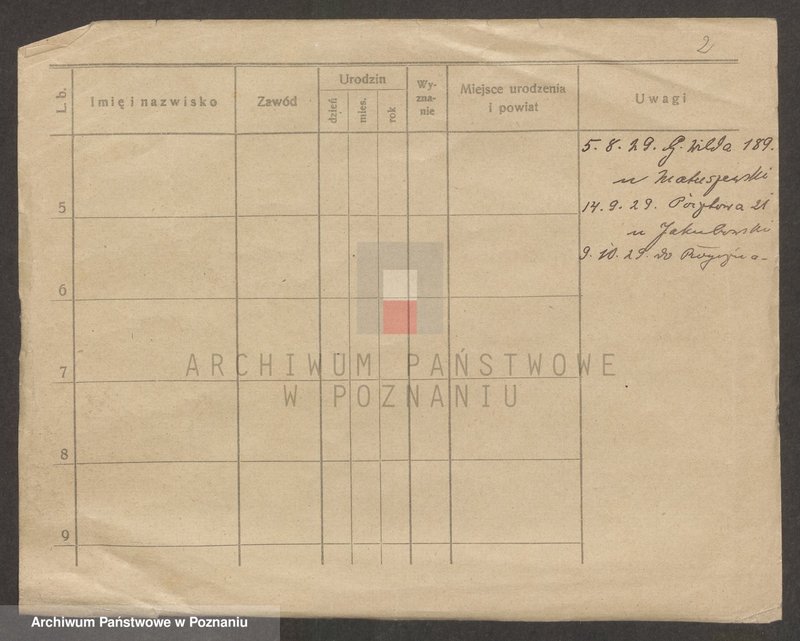 2
L. b.
Imię i nazwisko
Zawód
Urodzin
dzień
mies.
rok
Wy-
zna-
nie
Miejsce urodzenia
i powiat
Uwagi
5. 8. 29. G. Wilda 189.
u Matuszewski
14. 9. 29. Półwska 21
u Jakubowski
9. 10. 29. do
5
6
7
8
9
ARCHIWUM PAŃSTWOWE
W POZNANIU
Archiwum Państwowe w Poznaniu